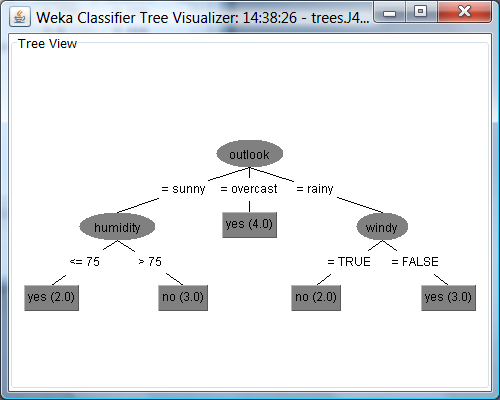 Weka Classifier Tree Visualizer: 14:38:26 - trees.J4...
Tree View
outlook
= sunny
= overcast
= rainy
humidity
yes (4.0)
windy
<= 75
> 75
= TRUE
= FALSE
yes (2.0)
no (3.0)
no (2.0)
yes (3.0)